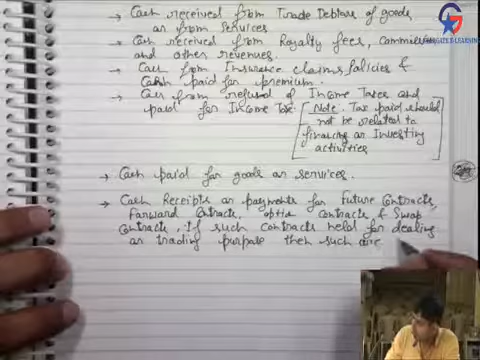 → Cash received from Trade Debtors of goods
or from services
→ Cash received from Royalty fees, Commission
and other revenues.
→ Cash from Insurance claims, Policies &
Cash paid for premium.
→ Cash from refund of Income Taxes and
paid for Income Tax. [Note: Tax paid should
not be related to
financing or Investing
activities]
→ Cash paid for goods or services.
→ Cash Receipts or payments for Future Contracts,
Forward Contracts, option Contracts & Swap
Contracts, If such Contracts held for dealing
or trading purpose then such are